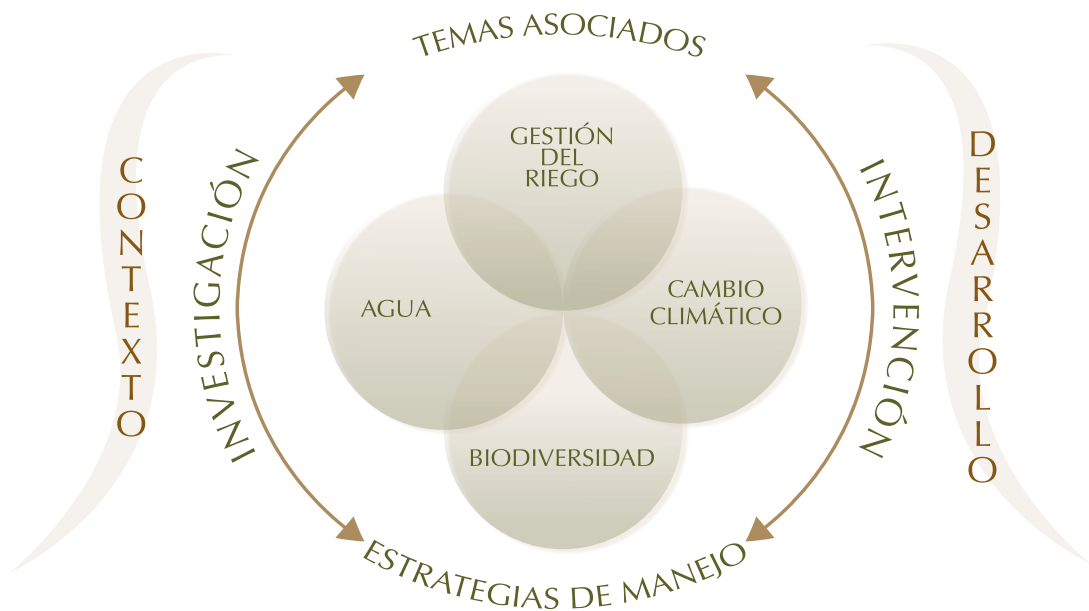 TEMAS ASOCIADOS
CONTEXTO
INVESTIGACIÓN
GESTIÓN
DEL
RIEGO
AGUA
CAMBIO
CLIMÁTICO
BIODIVERSIDAD
INTERVENCIÓN
DESARROLLO
ESTRATEGIAS DE MANEJO